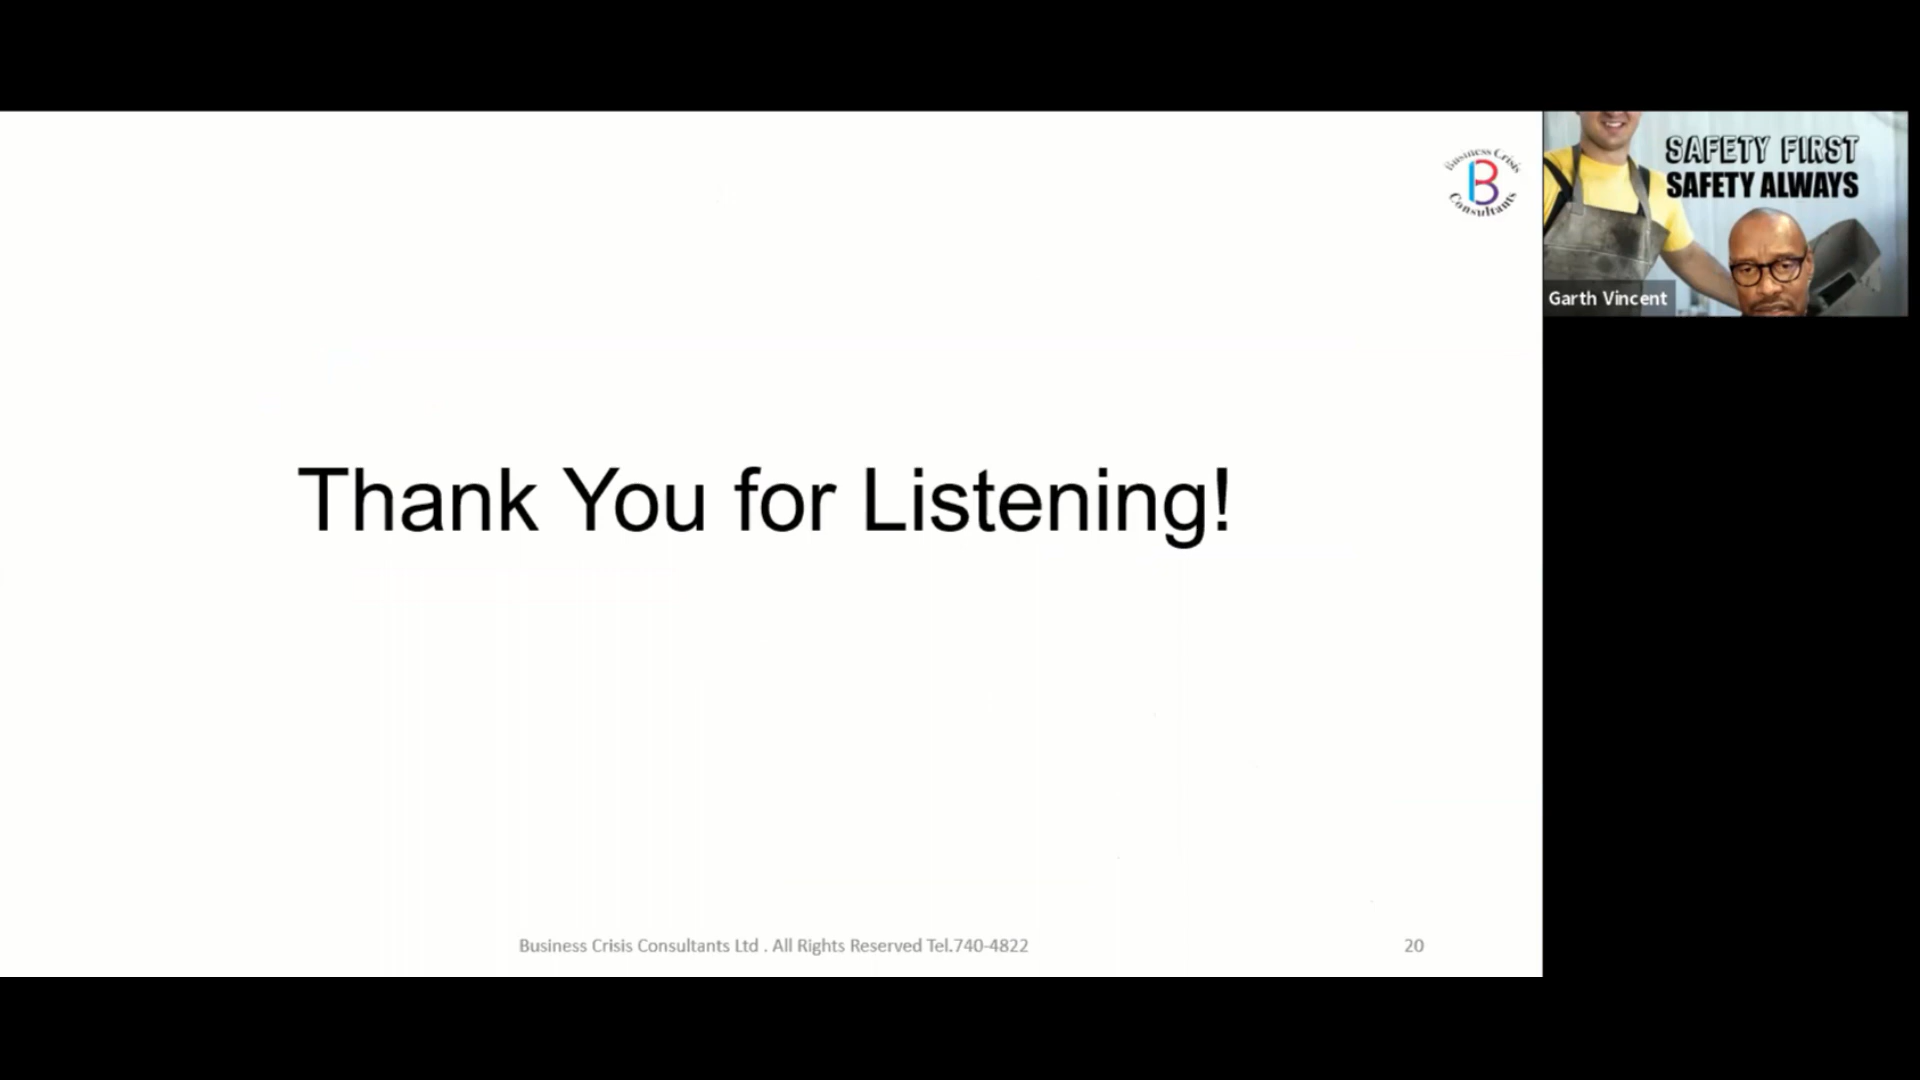 Business Crisis
B
Consultants
SAFETY FIRST
SAFETY ALWAYS
Garth Vincent
Thank You for Listening!
Business Crisis Consultants Ltd . All Rights Reserved Tel.740-4822
20